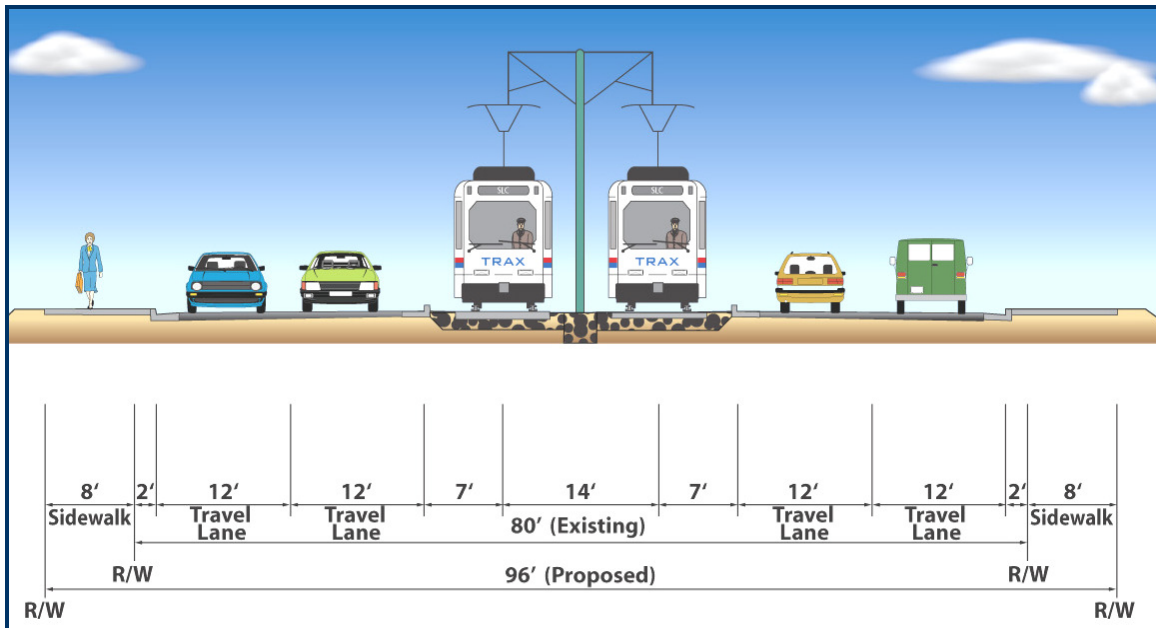 SLC
SLC
TRAX
TRAX
8‘ 2‘ 12‘ 12‘ 7‘ 14‘ 7‘ 12‘ 12‘ 2‘ 8‘
Sidewalk
Travel
Lane
Travel
Lane
Travel
Lane
Travel
Lane
Sidewalk
80’ (Existing)
R/W
R/W
96’ (Proposed)
R/W
R/W